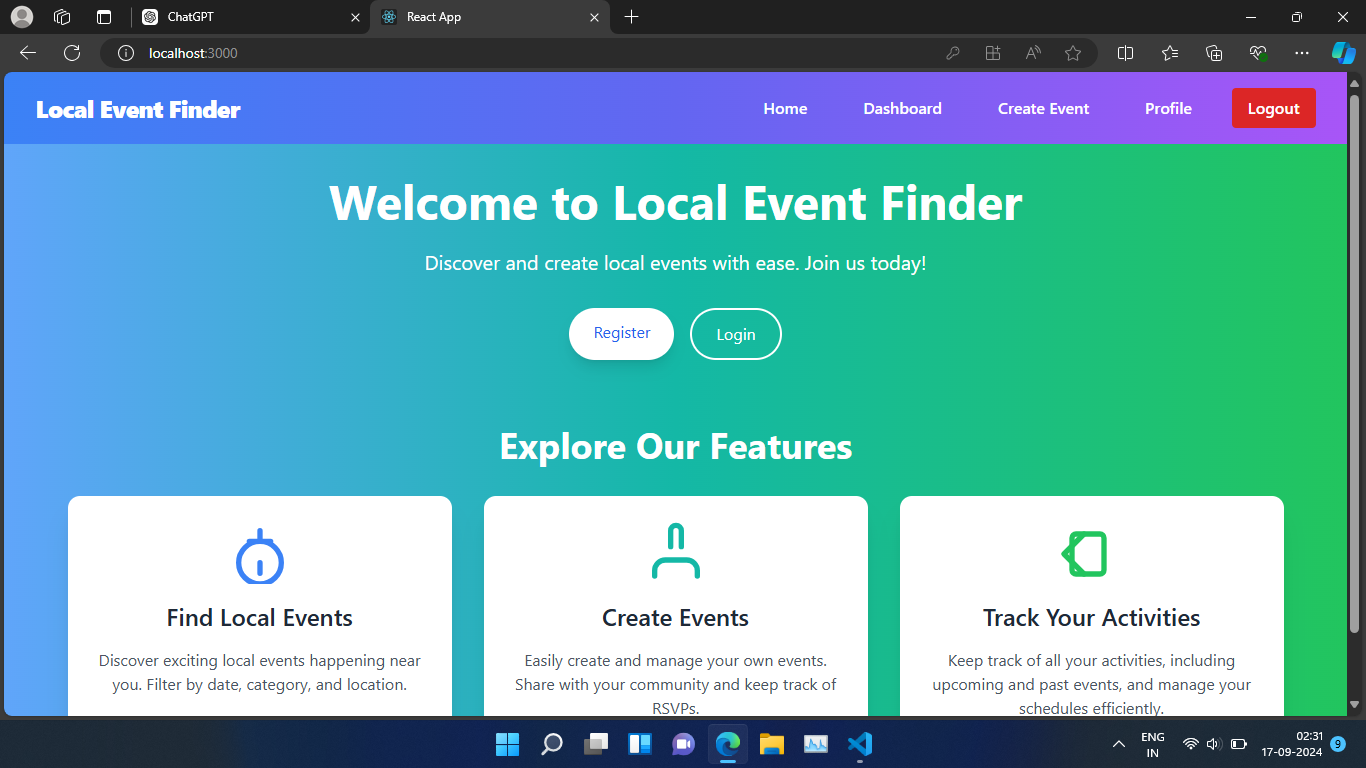 ChatGPT
React App
localhost:3000
Local Event Finder
Home
Dashboard
Create Event
Profile
Logout
Welcome to Local Event Finder
Discover and create local events with ease. Join us today!
Register
Login
Explore Our Features
Find Local Events
Discover exciting local events happening near
you. Filter by date, category, and location.
Create Events
Easily create and manage your own events.
Share with your community and keep track of
RSVPs.
Track Your Activities
Keep track of all your activities, including
upcoming and past events, and manage your
schedules efficiently.
ENG
IN
02:31
17-09-2024
9